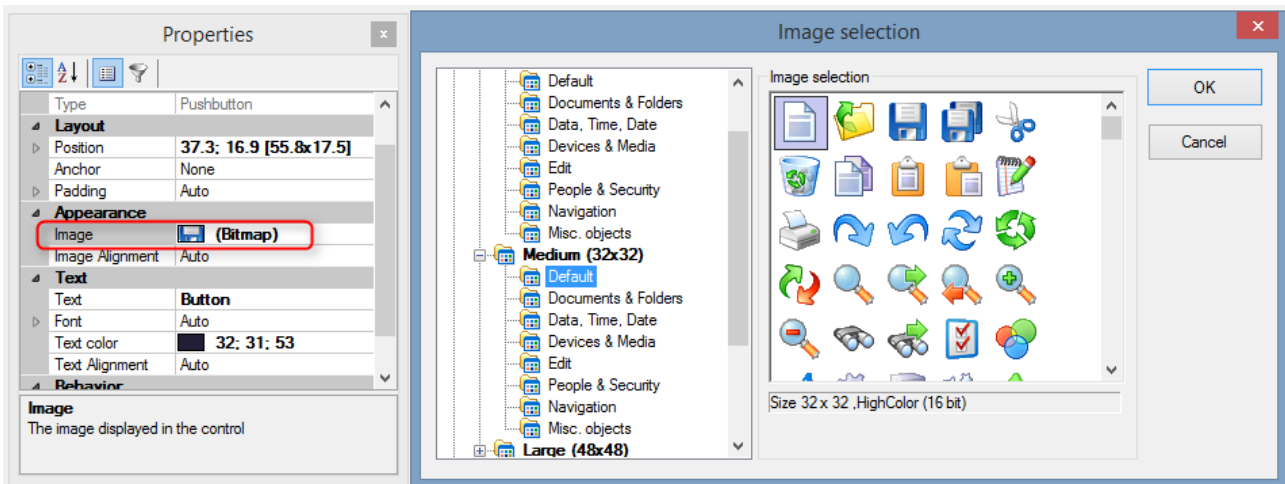 Properties
x
A
Z
Type Pushbutton
Layout
Position 37.3; 16.9 [55.8x17.5]
Anchor None
Padding Auto
Appearance
Image (Bitmap)
Image Alignment Auto
Text
Text Button
Font Auto
Text color 32; 31; 53
Text Alignment Auto
Behavior
Image
The image displayed in the control
Image selection
Default
Documents & Folders
Data, Time, Date
Devices & Media
Edit
People & Security
Navigation
Misc. objects
Medium (32x32)
Default
Documents & Folders
Data, Time, Date
Devices & Media
Edit
People & Security
Navigation
Misc. objects
Large (48x48)
Image selection
Size 32 x 32 ,HighColor (16 bit)
OK
Cancel